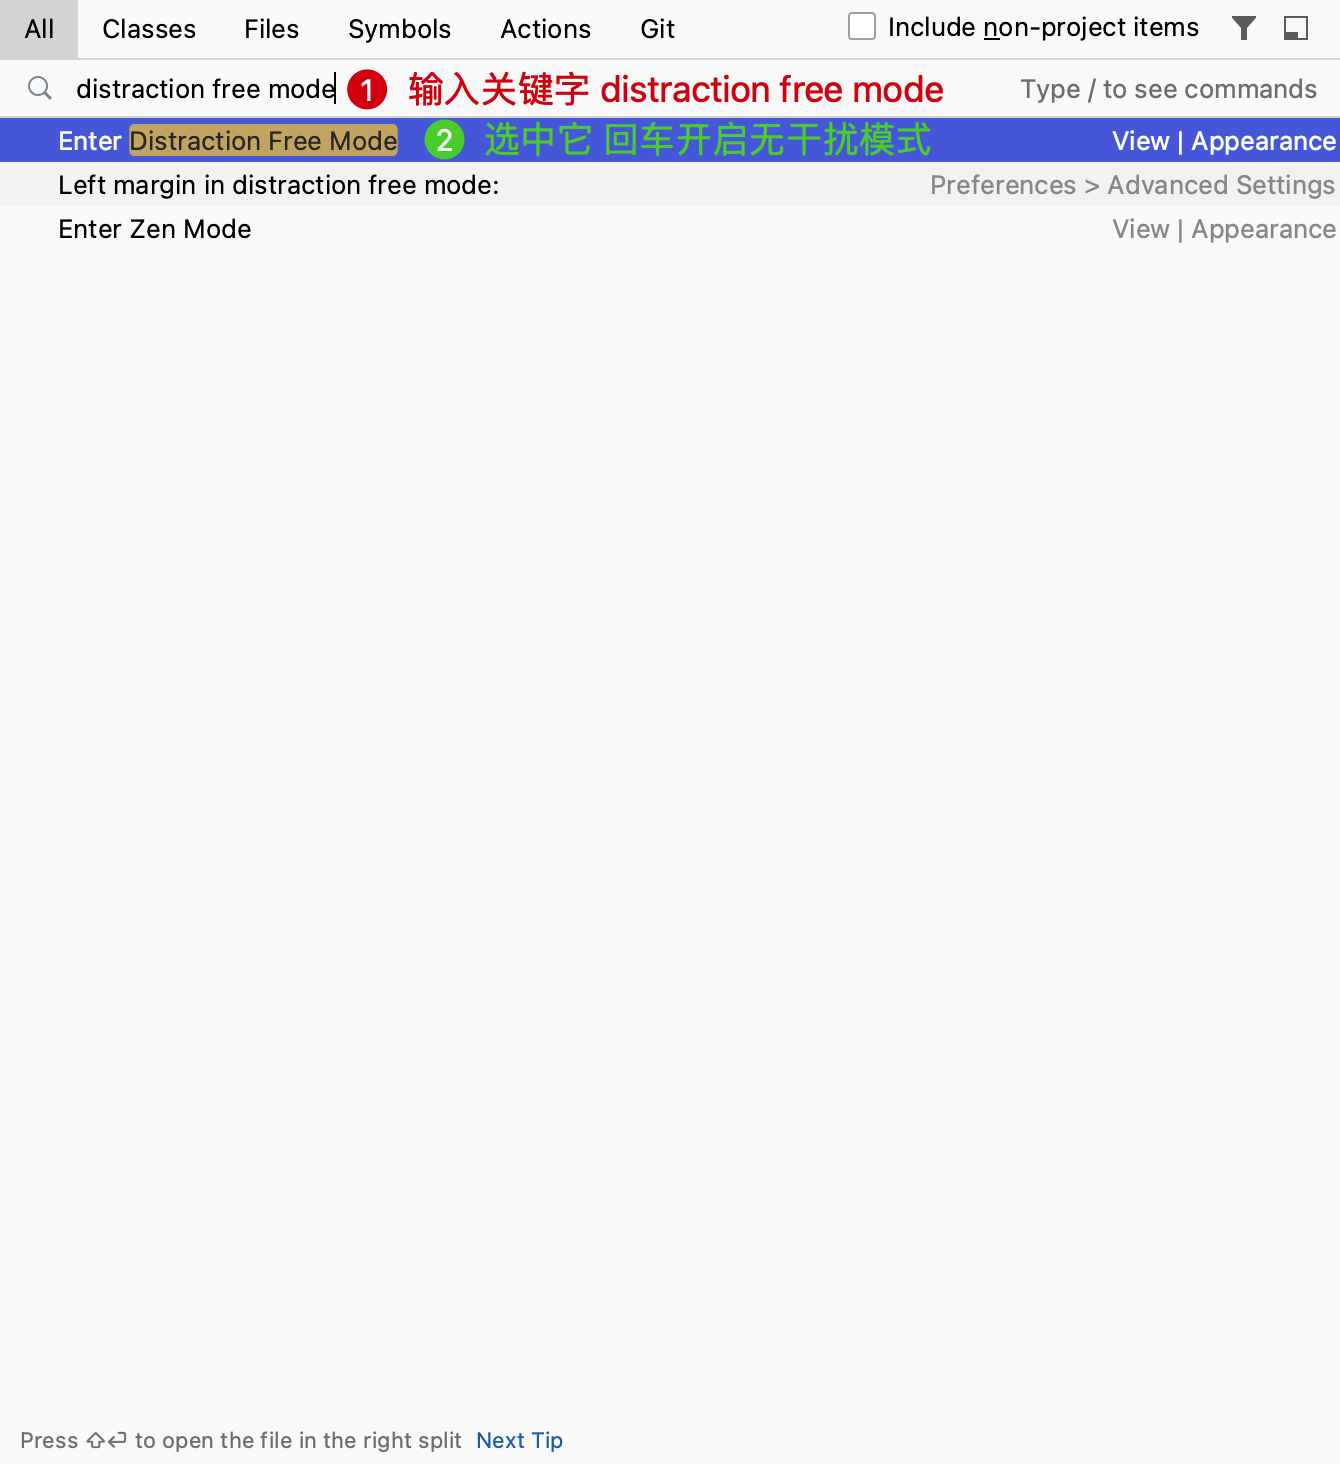 All Classes Files Symbols Actions Git Include non-project items
distraction free mode 1 输入关键字 distraction free mode Type / to see commands
Enter Distraction Free Mode 2 选中它 回车开启无干扰模式 View | Appearance
Left margin in distraction free mode: Preferences > Advanced Settings
Enter Zen Mode View | Appearance
Press ⇧⏎ to open the file in the right split Next Tip